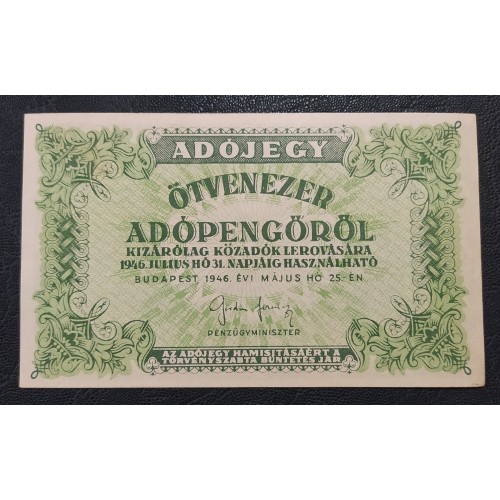 ADÓJEGY
ÖTVENEZER
ADÓPENGŐRŐL
KIZÁRÓLAG KÖZADÓK LEROVÁSÁRA
1946. JULIUS HÓ 31. NAPJÁIG HASZNÁLHATÓ
BUDAPEST 1946. ÉVI MÁJUS HÓ 25.-ÉN.
PÉNZÜGYMINISZTER
AZ ADÓJEGY HAMISITÁSÁÉRT A
TÖRVÉNYSZABTA BÜNTETÉS JÁR